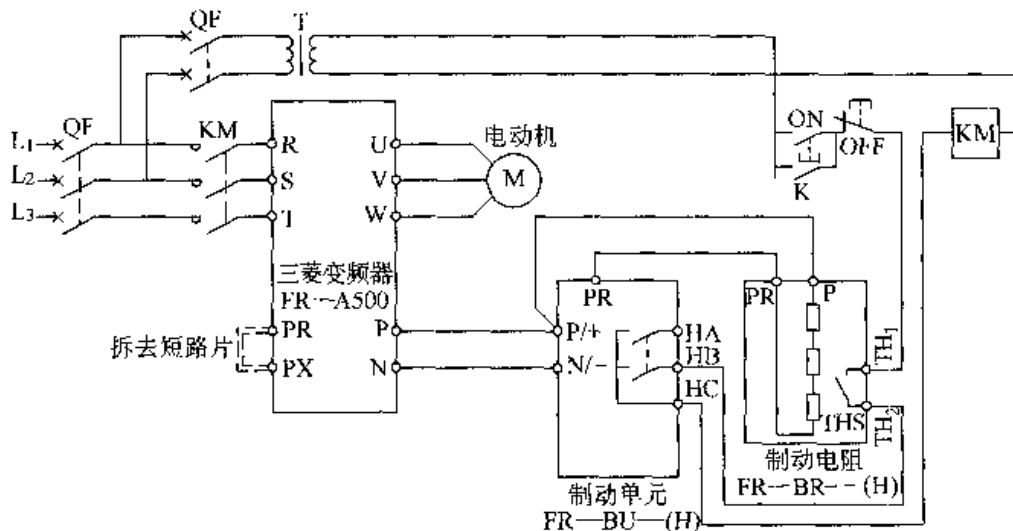 QF
T
L1
QF
KM
R
U
电动机
ON
OFF
KM
L2
S
V
M
K
L3
T
W
三菱变频器
FR-A500
PR
P
拆去短路片
PX
N
PR
P/+
N/-
HA
HB
HC
PR
P
TH1
THS
TH2
制动电阻
FR-BR-(H)
制动单元
FR-BU-(H)